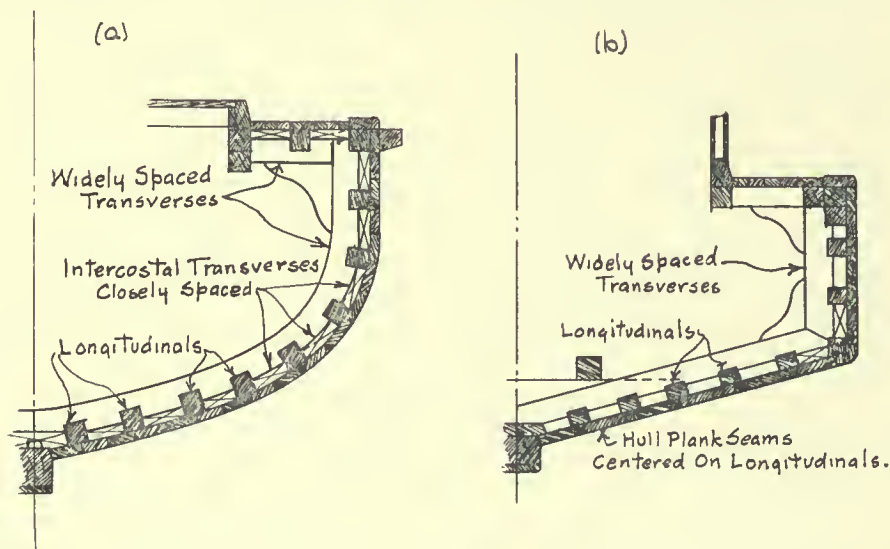 (a)
Widely Spaced
Transverses
Intercostal Transverses
Closely Spaced
Longitudinals
(b)
Widely Spaced
Transverses
Longitudinals
Hull Plank Seams
Centered On Longitudinals.